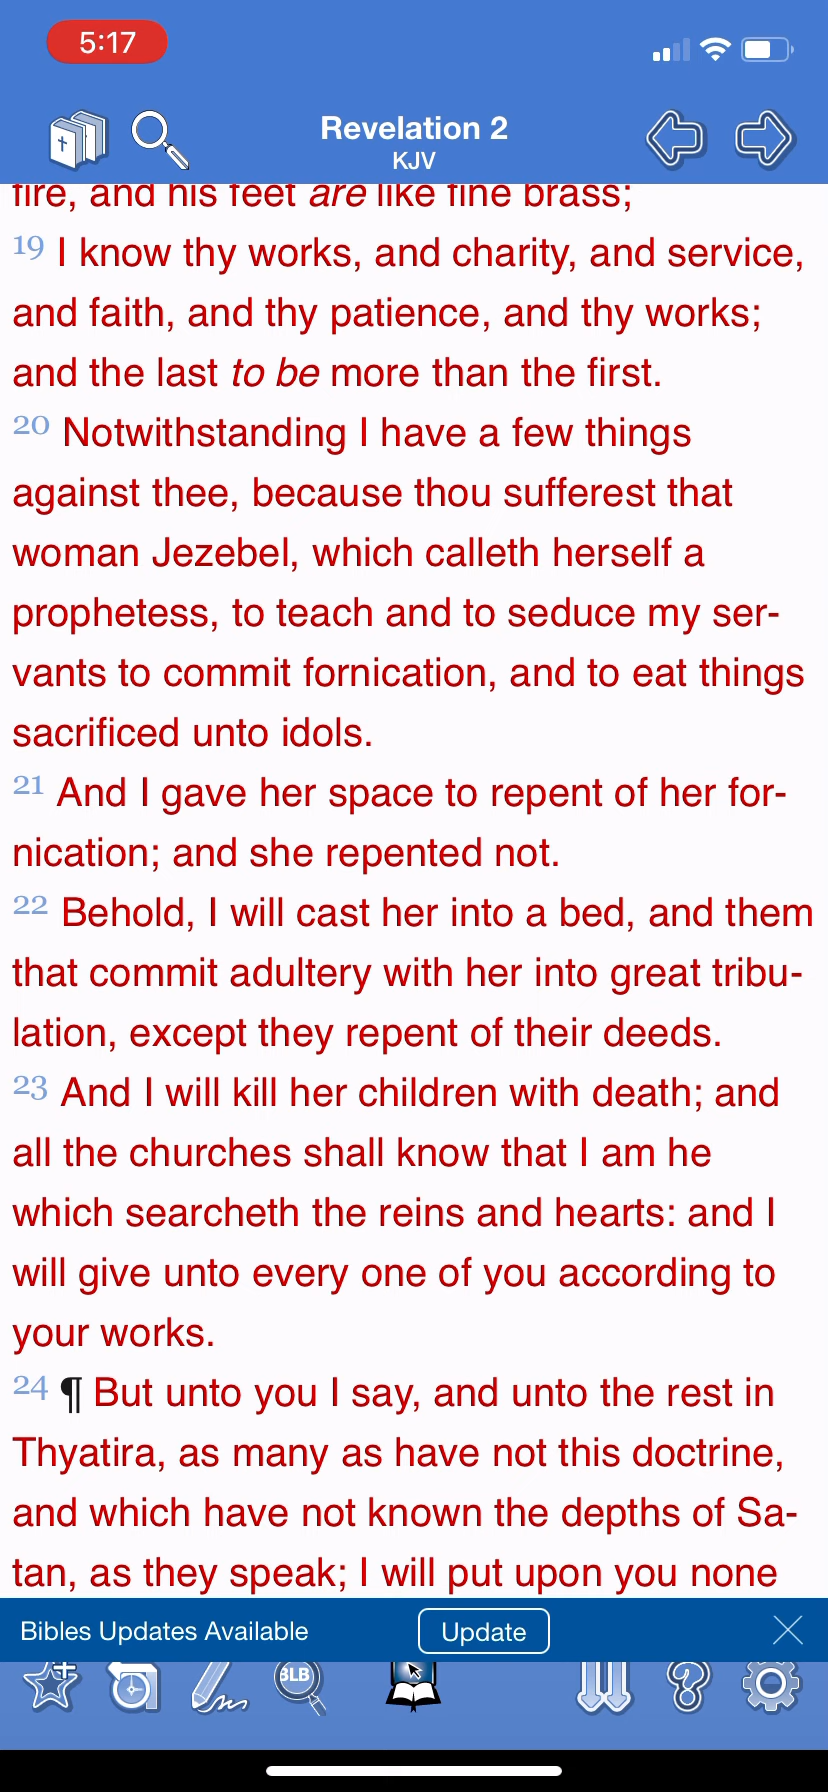 5:17
Revelation 2
KJV
fire, and his feet are like fine brass;
19 I know thy works, and charity, and service,
and faith, and thy patience, and thy works;
and the last to be more than the first.
20 Notwithstanding I have a few things
against thee, because thou sufferest that
woman Jezebel, which calleth herself a
prophetess, to teach and to seduce my ser-
vants to commit fornication, and to eat things
sacrificed unto idols.
21 And I gave her space to repent of her for-
nication; and she repented not.
22 Behold, I will cast her into a bed, and them
that commit adultery with her into great tribu-
lation, except they repent of their deeds.
23 And I will kill her children with death; and
all the churches shall know that I am he
which searcheth the reins and hearts: and I
will give unto every one of you according to
your works.
24 ¶ But unto you I say, and unto the rest in
Thyatira, as many as have not this doctrine,
and which have not known the depths of Sa-
tan, as they speak; I will put upon you none
Bibles Updates Available Update
BLB